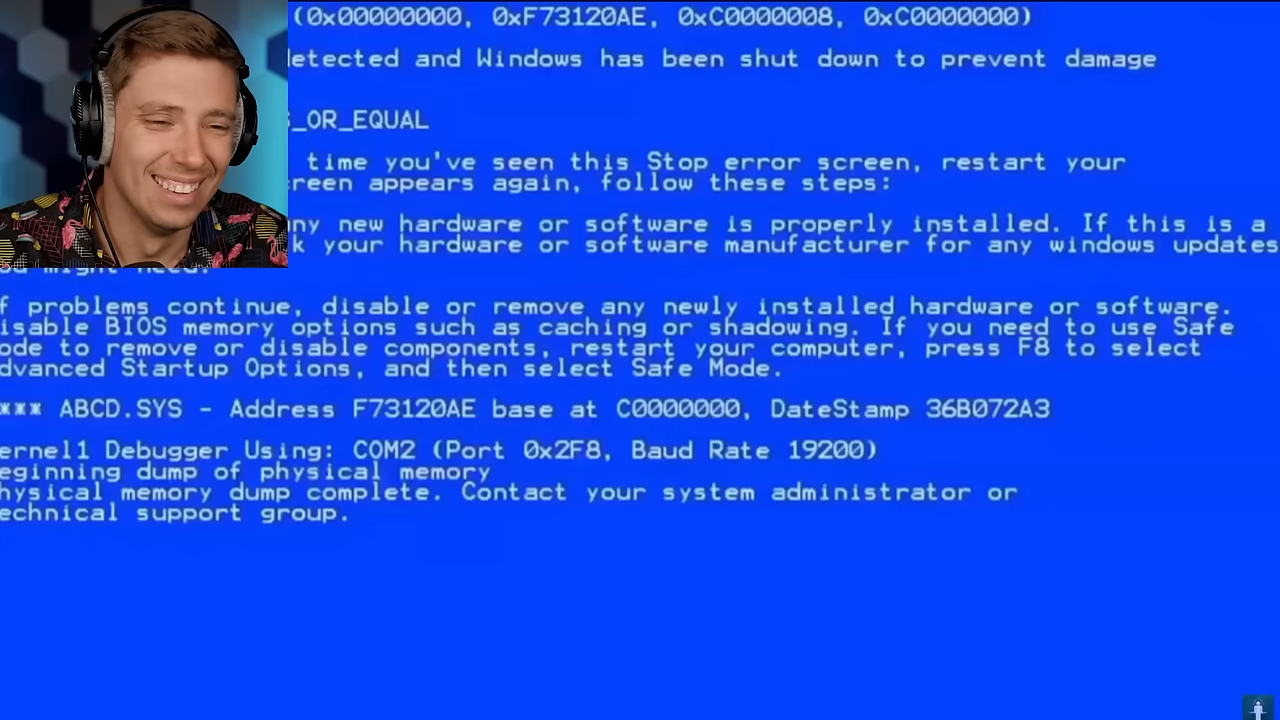 (0x00000000, 0xF73120AE, 0xC0000008, 0xC0000000)
etected and Windows has been shut down to prevent damage
S_OR_EQUAL
time you've seen this Stop error screen, restart your
reen appears again, follow these steps:
ny new hardware or software is properly installed. If this is a
k your hardware or software manufacturer for any windows updates
ou might need.
f problems continue, disable or remove any newly installed hardware or software.
isable BIOS memory options such as caching or shadowing. If you need to use Safe
ode to remove or disable components, restart your computer, press F8 to select
dvanced Startup Options, and then select Safe Mode.
*** ABCD.SYS - Address F73120AE base at C0000000, DateStamp 36B072A3
ernel1 Debugger Using: COM2 (Port 0x2F8, Baud Rate 19200)
eginning dump of physical memory
hysical memory dump complete. Contact your system administrator or
echnical support group.